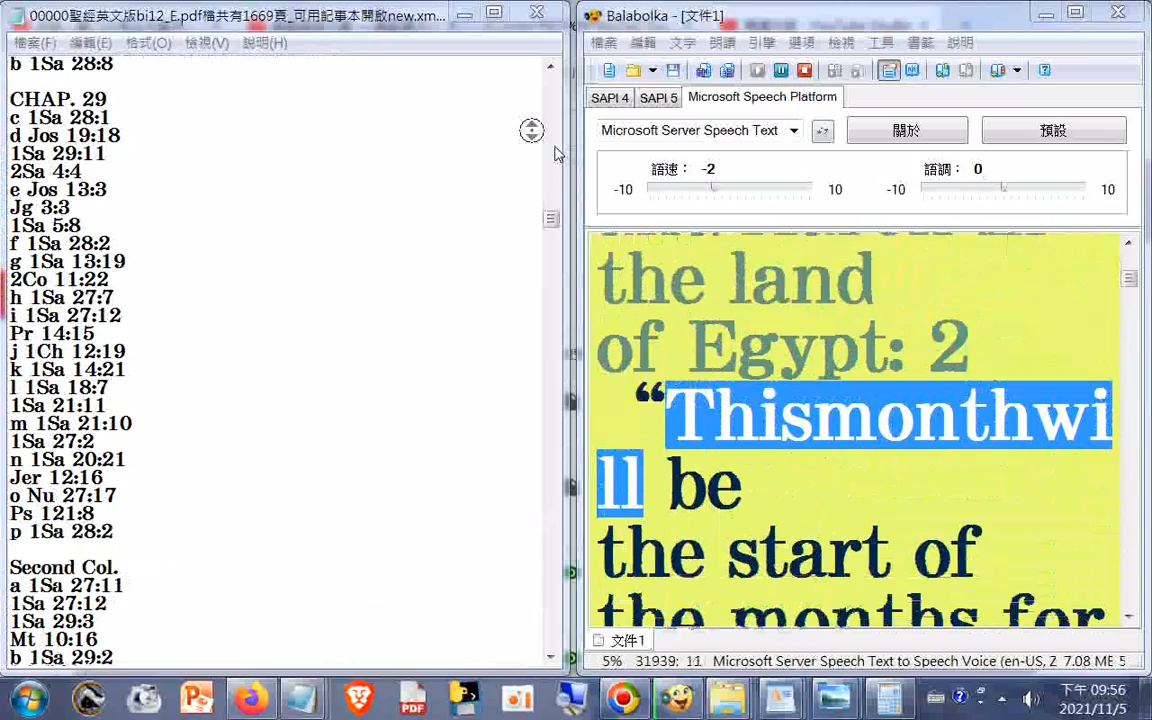 00000聖經英文版bi12_E.pdf檔共有1669頁_可用記事本開啟new.xm...
檔案(F) 編輯(E) 格式(O) 檢視(V) 說明(H)
b 1Sa 28:8
CHAP. 29
c 1Sa 28:1
d Jos 19:18
1Sa 29:11
2Sa 4:4
e Jos 13:3
Jg 3:3
1Sa 5:8
f 1Sa 28:2
g 1Sa 13:19
2Co 11:22
h 1Sa 27:7
i 1Sa 27:12
Pr 14:15
j 1Ch 12:19
k 1Sa 14:21
l 1Sa 18:7
1Sa 21:11
m 1Sa 21:10
1Sa 27:2
n 1Sa 20:21
Jer 12:16
o Nu 27:17
Ps 121:8
p 1Sa 28:2
Second Col.
a 1Sa 27:11
1Sa 27:12
1Sa 29:3
Mt 10:16
b 1Sa 29:2
Balabolka - [文件1]
檔案 編輯 文字 朗讀 引擎 選項 檢視 工具 書籤 說明
SAPI 4 SAPI 5 Microsoft Speech Platform
Microsoft Server Speech Text 關於 預設
語速： -2 語調： 0
-10 10 -10 10
the land
of Egypt: 2
“Thismonthwi
ll be
the start of
the months for
文件1
5% 31939: 11 Microsoft Server Speech Text to Speech Voice (en-US, Z 7.08 ME 5
PDF
下午 09:56
2021/11/5